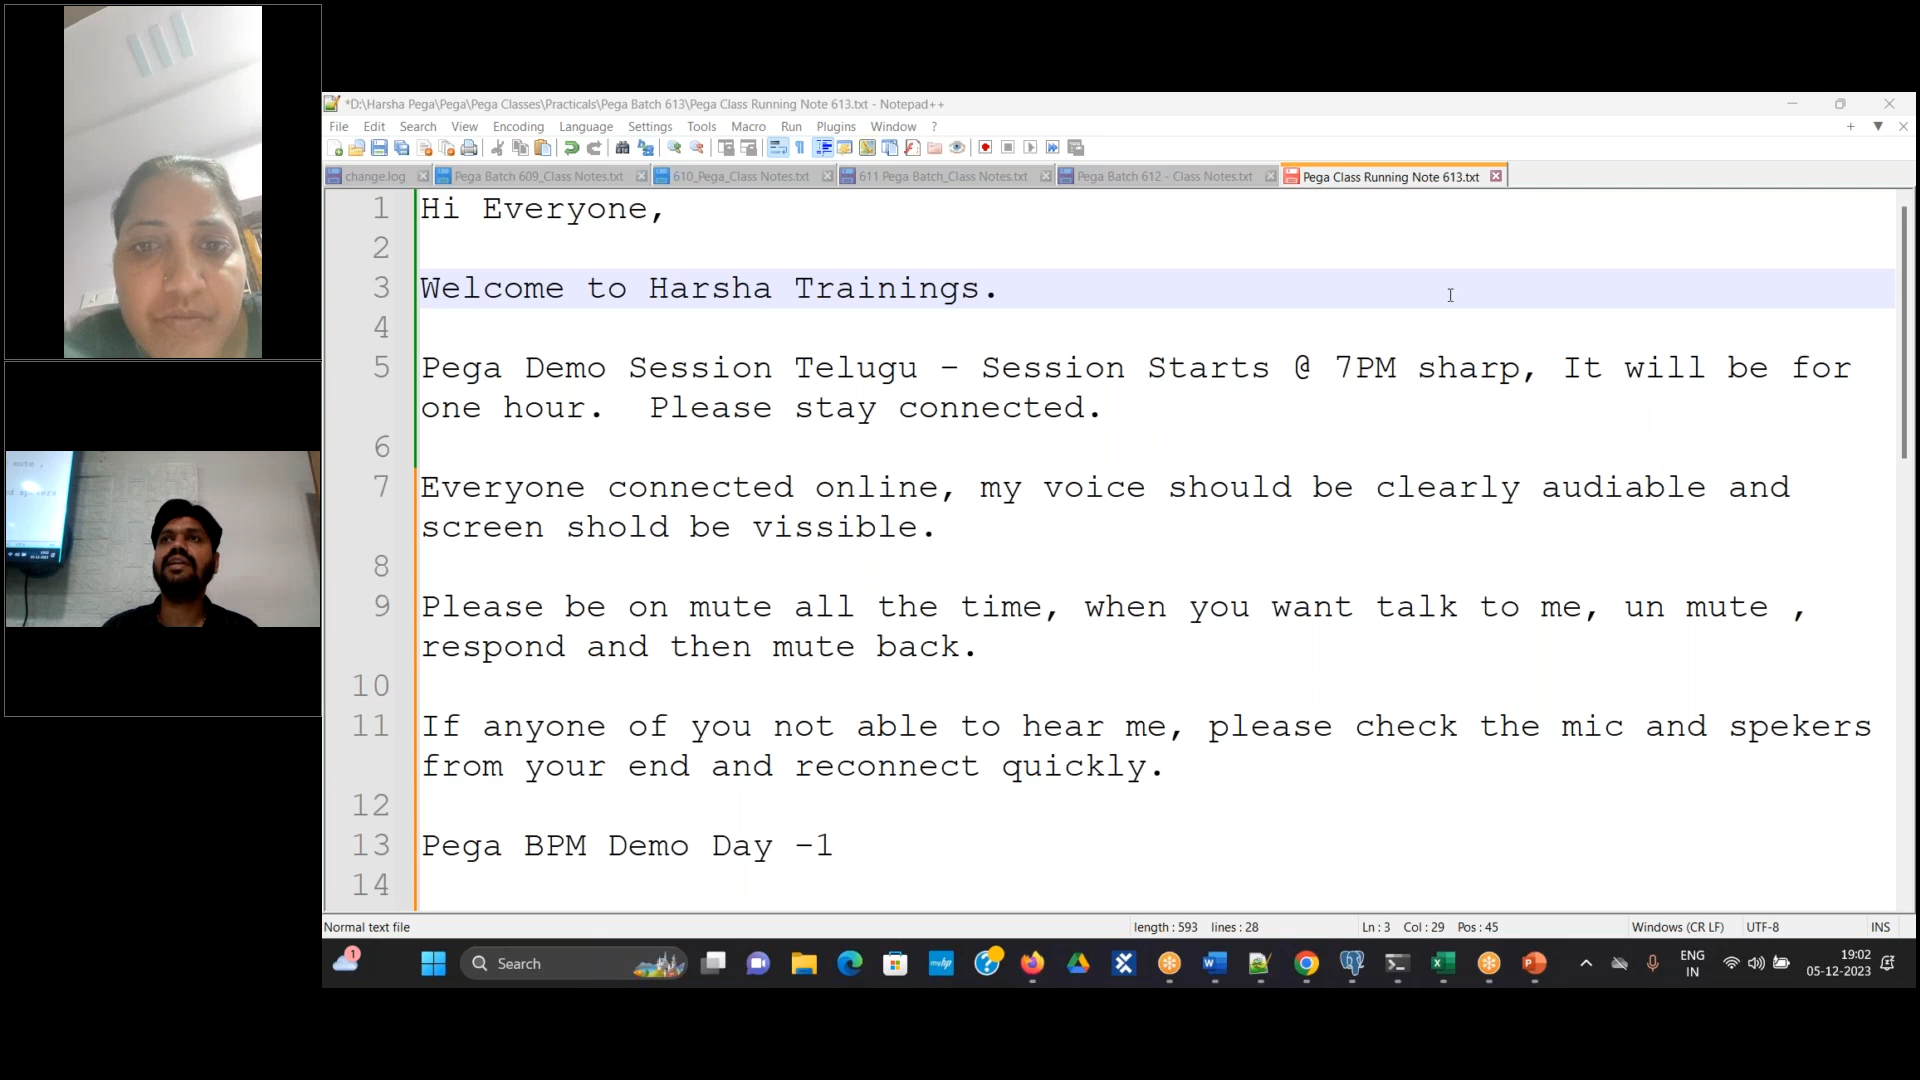 *D:\Harsha Pega\Pega\Pega Classes\Practicals\Pega Batch 613\Pega Class Running Note 613.txt - Notepad++
File Edit Search View Encoding Language Settings Tools Macro Run Plugins Window ?
change.log Pega Batch 609_Class Notes.txt 610_Pega_Class Notes.txt 611 Pega Batch_Class Notes.txt Pega Batch 612 - Class Notes.txt Pega Class Running Note 613.txt
1 Hi Everyone,
2
3 Welcome to Harsha Trainings.
4
5 Pega Demo Session Telugu - Session Starts @ 7PM sharp, It will be for
one hour.  Please stay connected.
6
7 Everyone connected online, my voice should be clearly audiable and
screen shold be vissible.
8
9 Please be on mute all the time, when you want talk to me, un mute ,
respond and then mute back.
10
11 If anyone of you not able to hear me, please check the mic and spekers
from your end and reconnect quickly.
12
13 Pega BPM Demo Day -1
14
Normal text file length : 593 lines : 28 Ln : 3 Col : 29 Pos : 45 Windows (CR LF) UTF-8 INS
1 Search myhp ENG 19:02
IN 05-12-2023